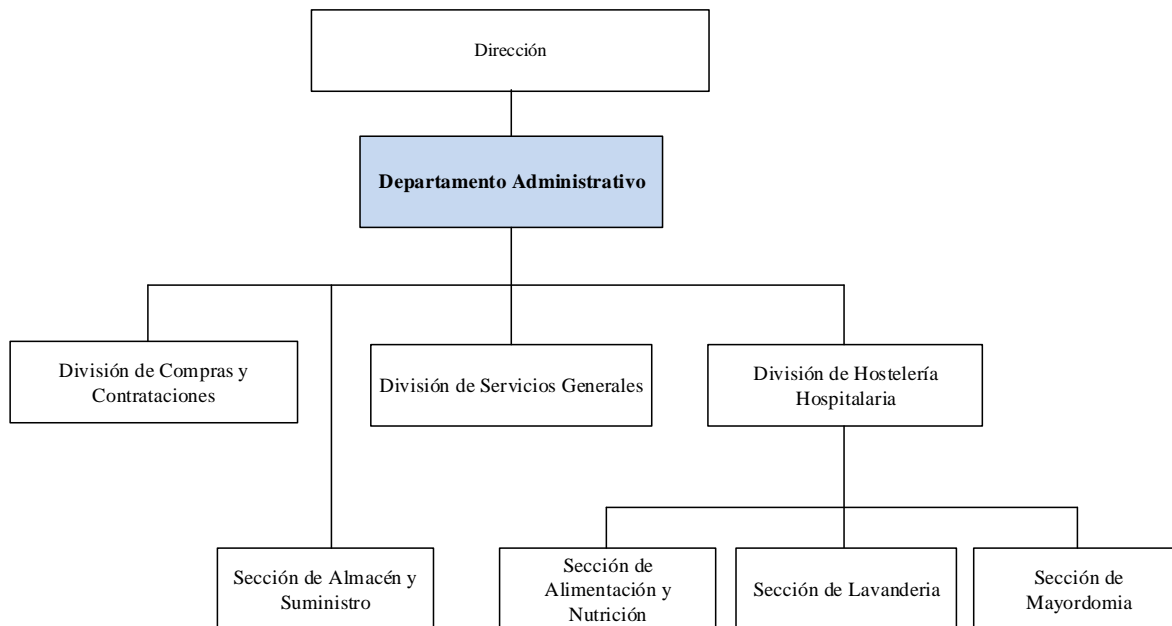 Dirección
Departamento Administrativo
División de Compras y
Contrataciones
División de Servicios Generales
División de Hostelería
Hospitalaria
Sección de Almacén y
Suministro
Sección de
Alimentación y
Nutrición
Sección de Lavanderia
Sección de
Mayordomia